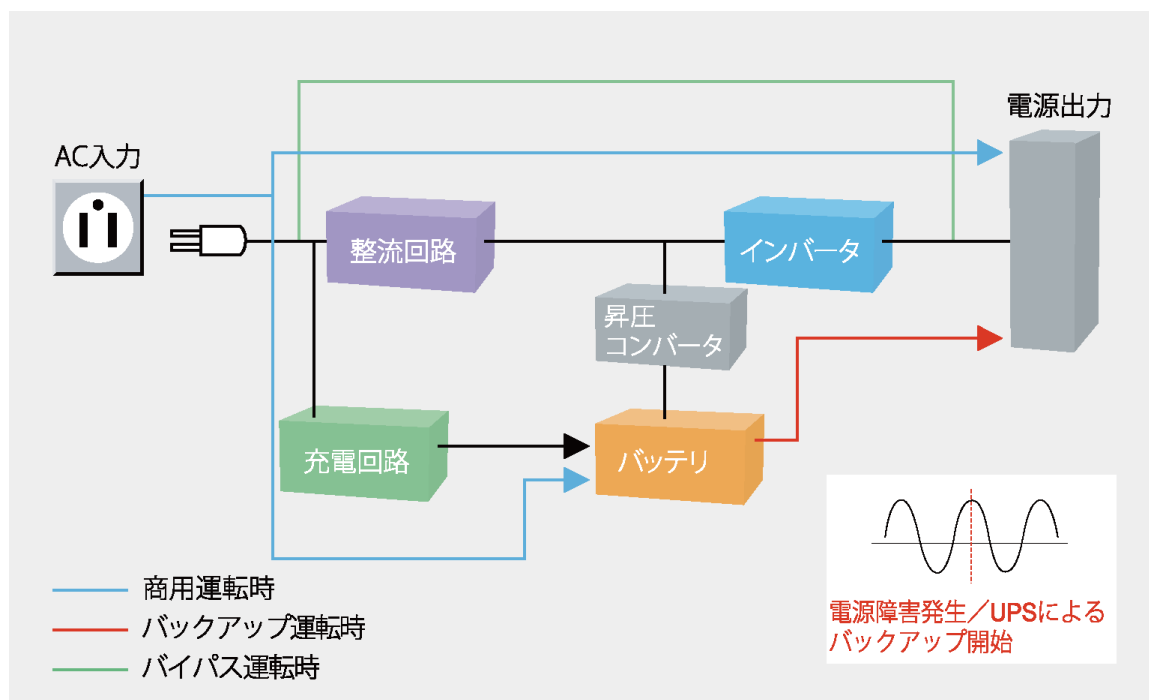 電源出力
AC入力
整流回路
インバータ
昇圧
コンバータ
充電回路
バッテリ
商用運転時
バックアップ運転時
バイパス運転時
電源障害発生／UPSによる
バックアップ開始